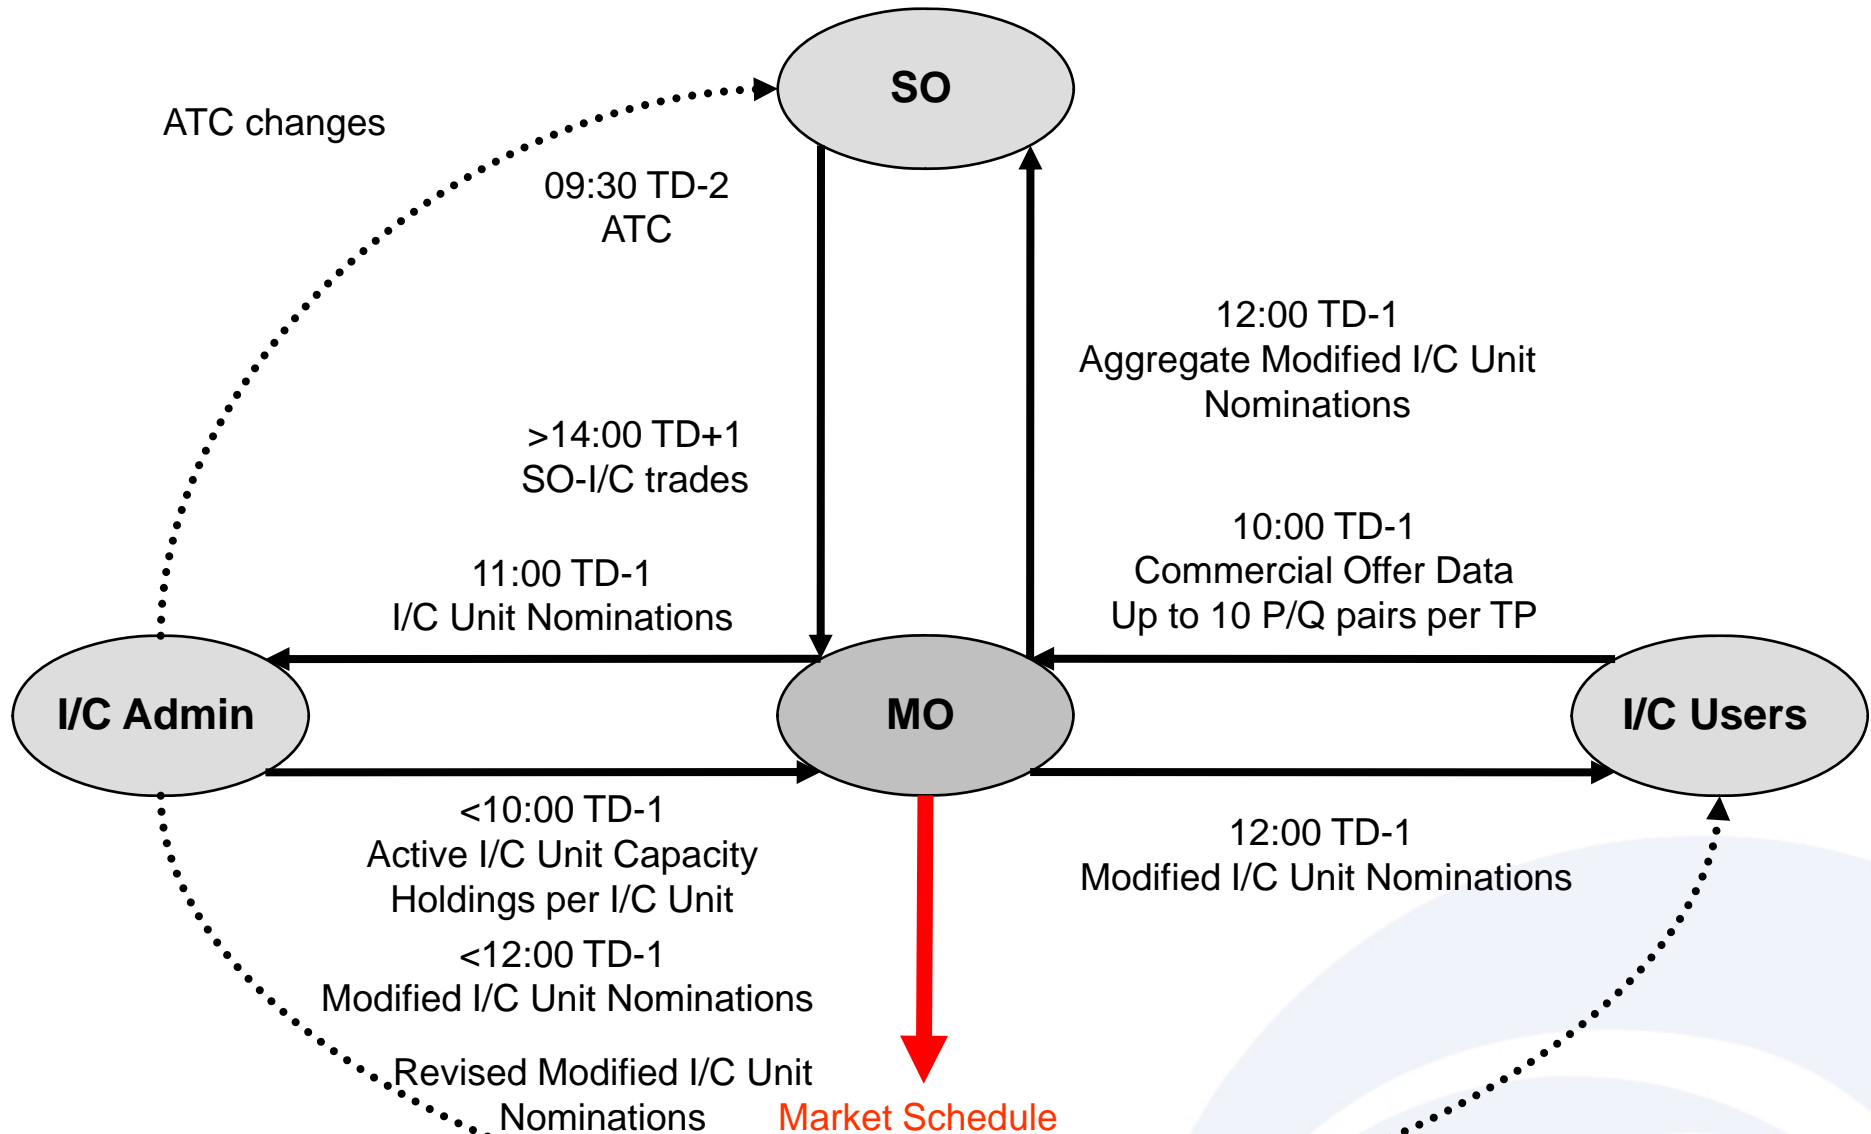 SO
ATC changes
09:30 TD-2
ATC
12:00 TD-1
Aggregate Modified I/C Unit
Nominations
>14:00 TD+1
SO-I/C trades
10:00 TD-1
Commercial Offer Data
Up to 10 P/Q pairs per TP
11:00 TD-1
I/C Unit Nominations
I/C Admin
MO
I/C Users
<10:00 TD-1
Active I/C Unit Capacity
Holdings per I/C Unit
12:00 TD-1
Modified I/C Unit Nominations
<12:00 TD-1
Modified I/C Unit Nominations
Revised Modified I/C Unit
Nominations
Market Schedule